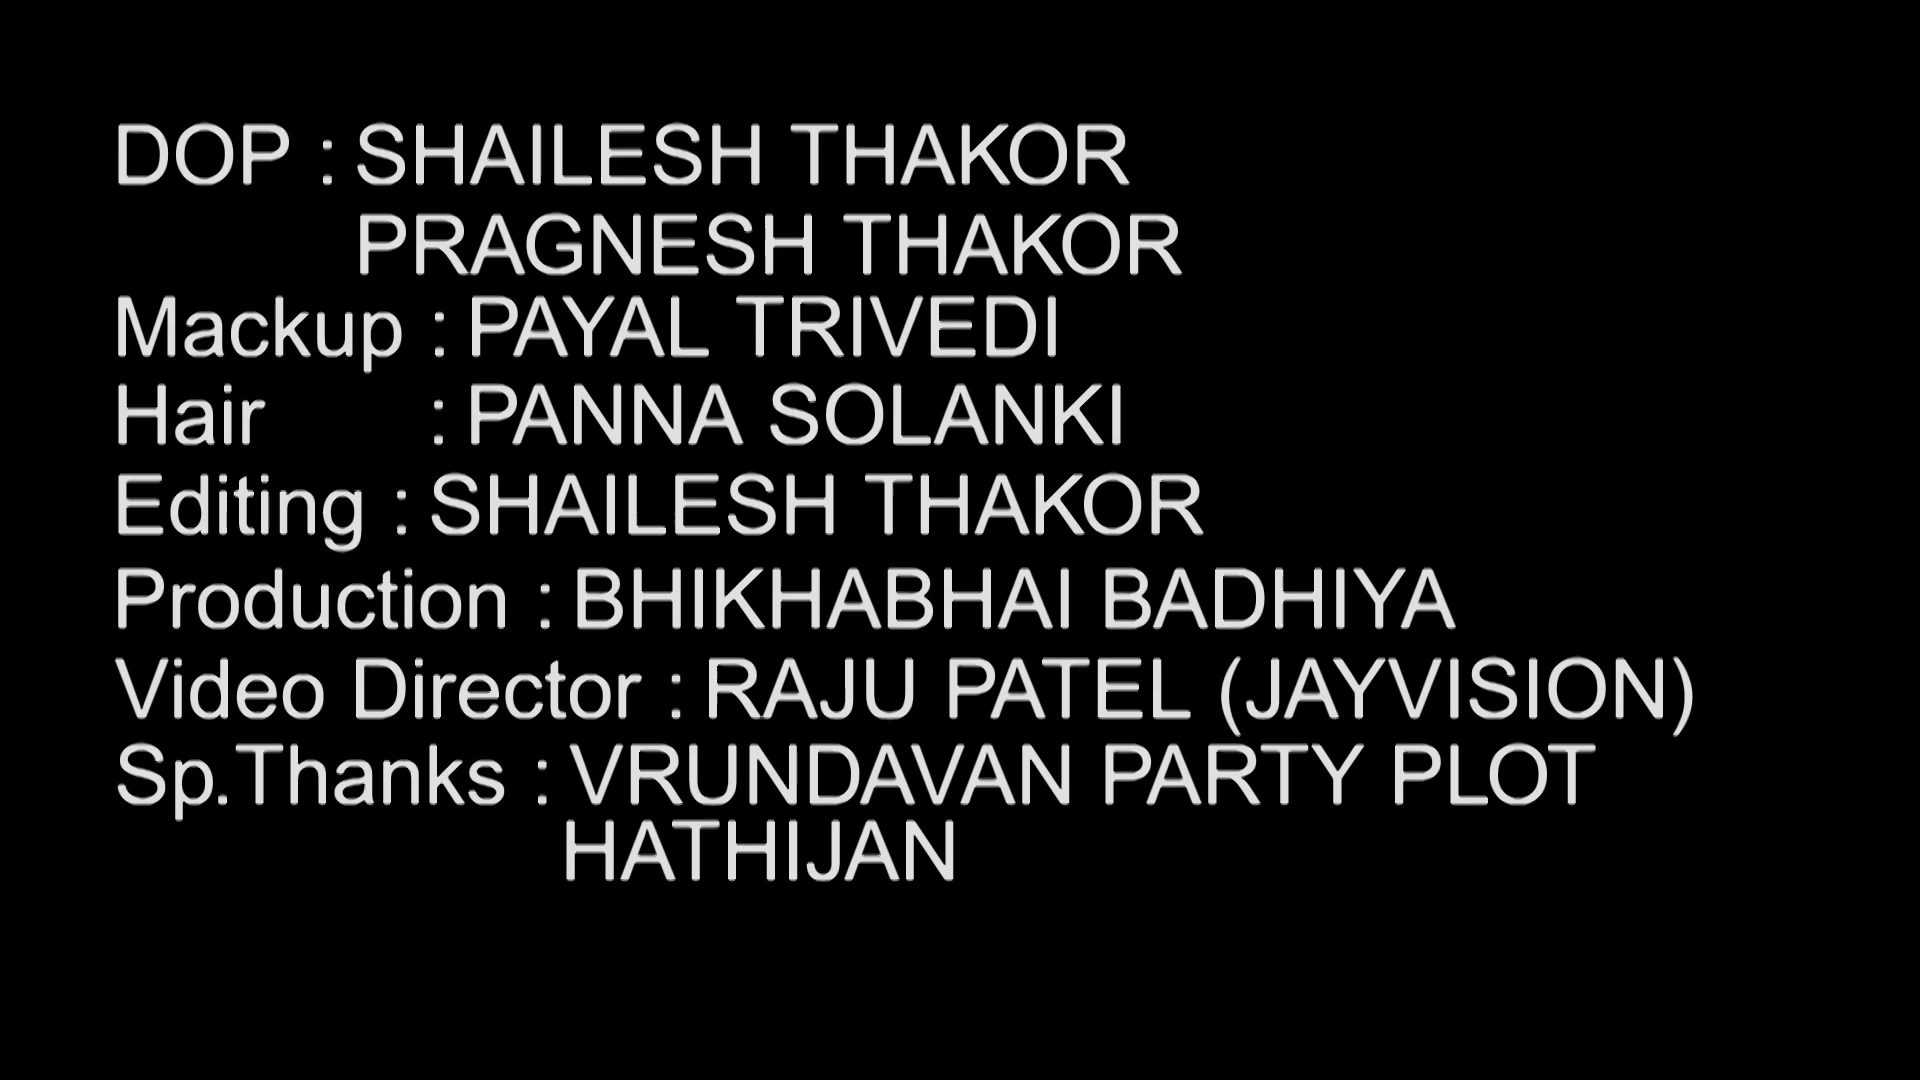 DOP : SHAILESH THAKOR
PRAGNESH THAKOR
Mackup : PAYAL TRIVEDI
Hair : PANNA SOLANKI
Editing : SHAILESH THAKOR
Production : BHIKHABHAI BADHIYA
Video Director : RAJU PATEL (JAYVISION)
Sp.Thanks : VRUNDAVAN PARTY PLOT
HATHIJAN